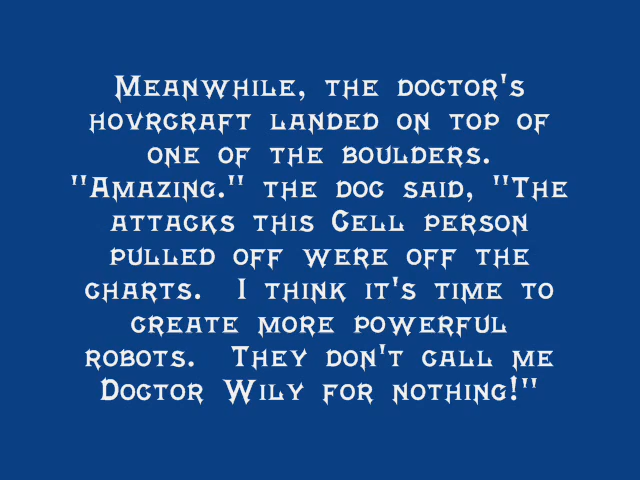 Meanwhile, the doctor's
hovrcraft landed on top of
one of the boulders.
"Amazing." the doc said, "The
attacks this Cell person
pulled off were off the
charts.  I think it's time to
create more powerful
robots.  They don't call me
Doctor Wily for nothing!"